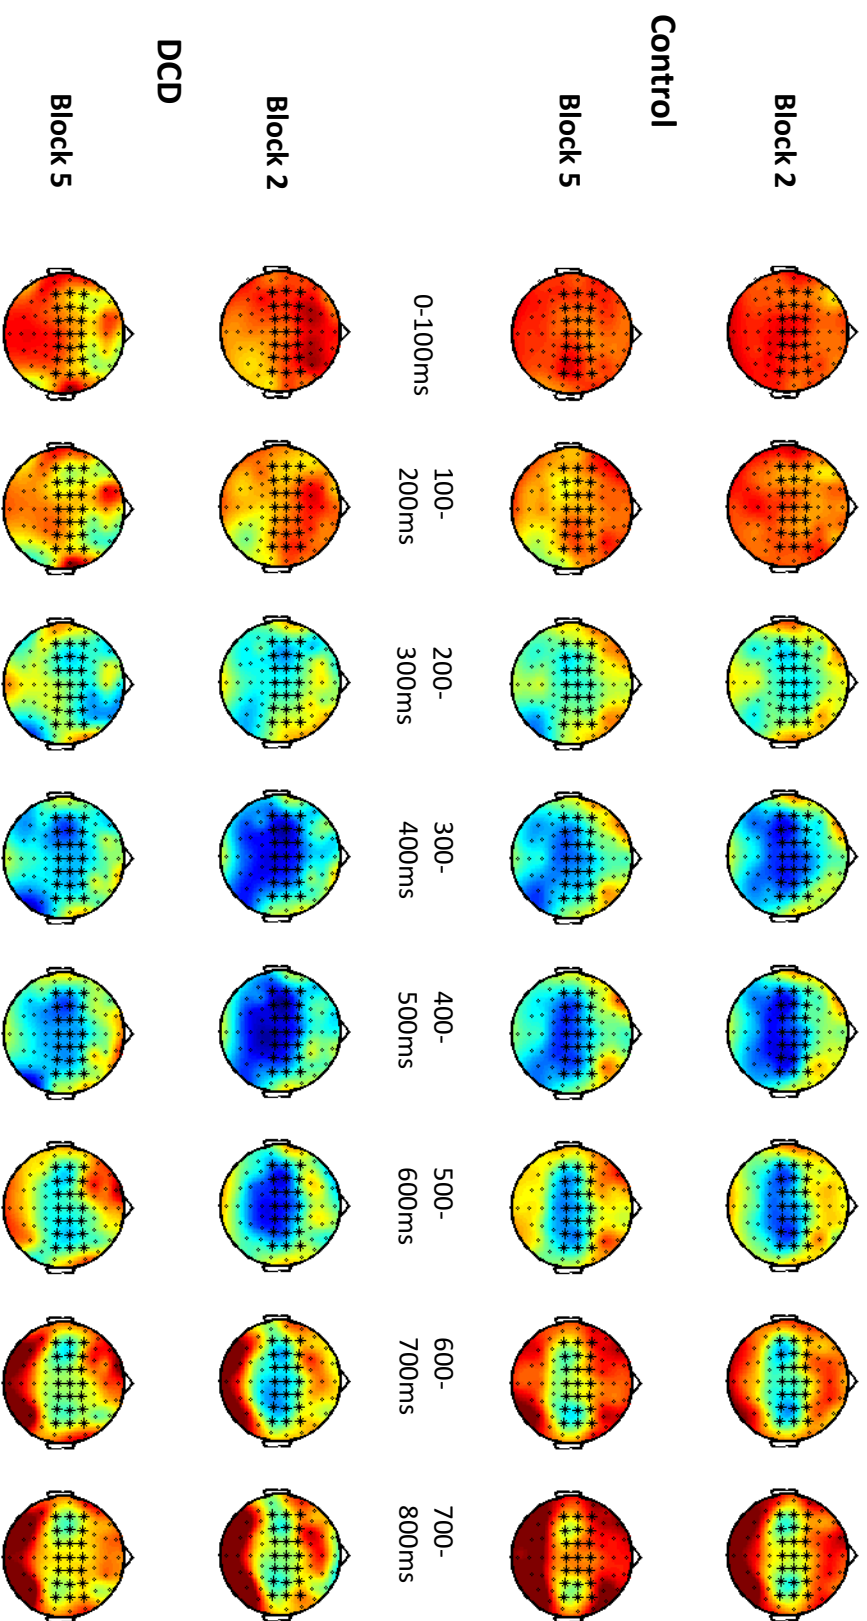 Control
Block 2
Block 5
0-100ms
100-
200ms
200-
300ms
300-
400ms
400-
500ms
500-
600ms
600-
700ms
700-
800ms
DCD
Block 2
Block 5